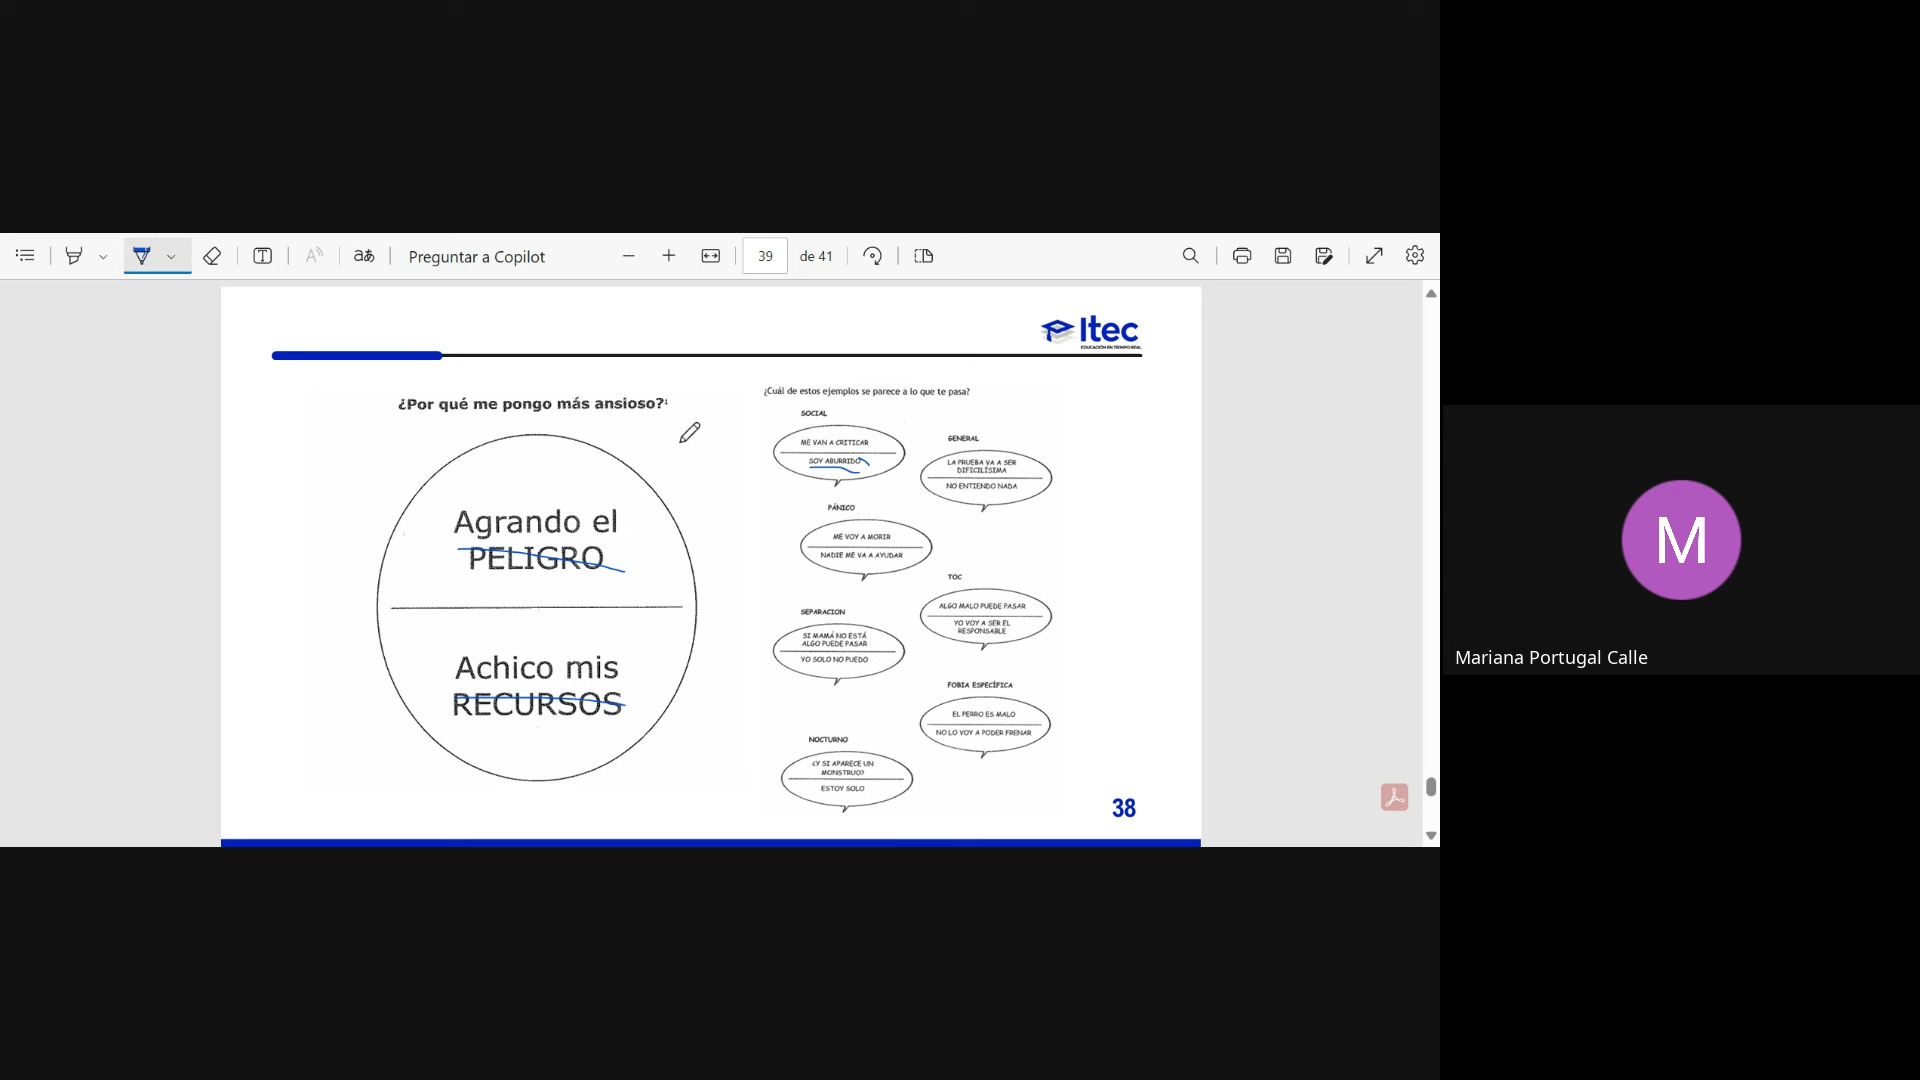 Preguntar a Copilot
39
de 41
Itec
EDUCACIÓN EN TIEMPO REAL
¿Por qué me pongo más ansioso?¹
Agrando el
PELIGRO
Achico mis
RECURSOS
¿Cuál de estos ejemplos se parece a lo que te pasa?
SOCIAL
ME VAN A CRITICAR
SOY ABURRIDO
GENERAL
LA PRUEBA VA A SER
DIFICILÍSIMA
NO ENTIENDO NADA
PÁNICO
ME VOY A MORIR
NADIE ME VA A AYUDAR
TOC
ALGO MALO PUEDE PASAR
YO VOY A SER EL
RESPONSABLE
SEPARACION
SI MAMÁ NO ESTÁ
ALGO PUEDE PASAR
YO SOLO NO PUEDO
FOBIA ESPECÍFICA
EL PERRO ES MALO
NO LO VOY A PODER FRENAR
NOCTURNO
¿Y SI APARECE UN
MONSTRUO?
ESTOY SOLO
38
M
Mariana Portugal Calle